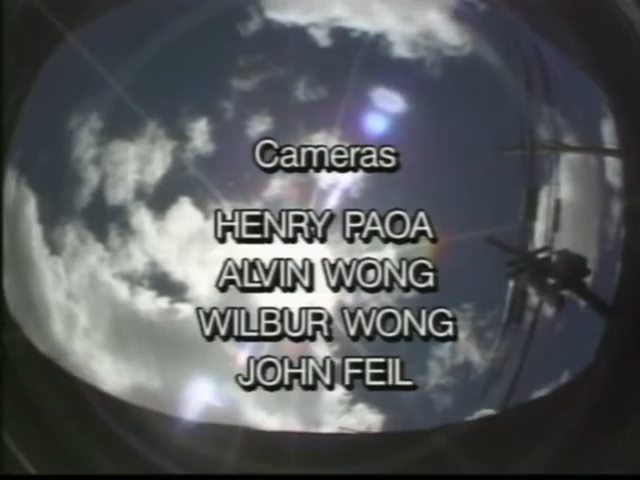 Cameras
HENRY PAOA
ALVIN WONG
WILBUR WONG
JOHN FEIL